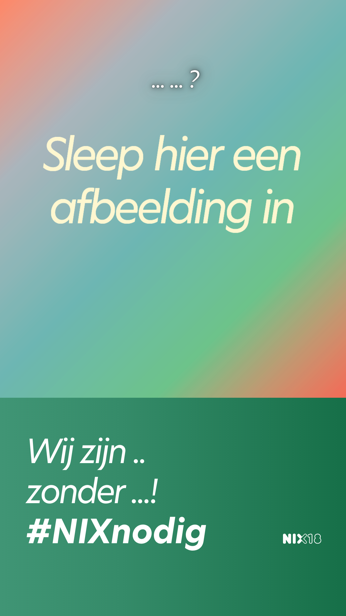 ... ... ?
Sleep hier een
afbeelding in
Wij zijn ..
zonder ...!
#NIXnodig
NIX18